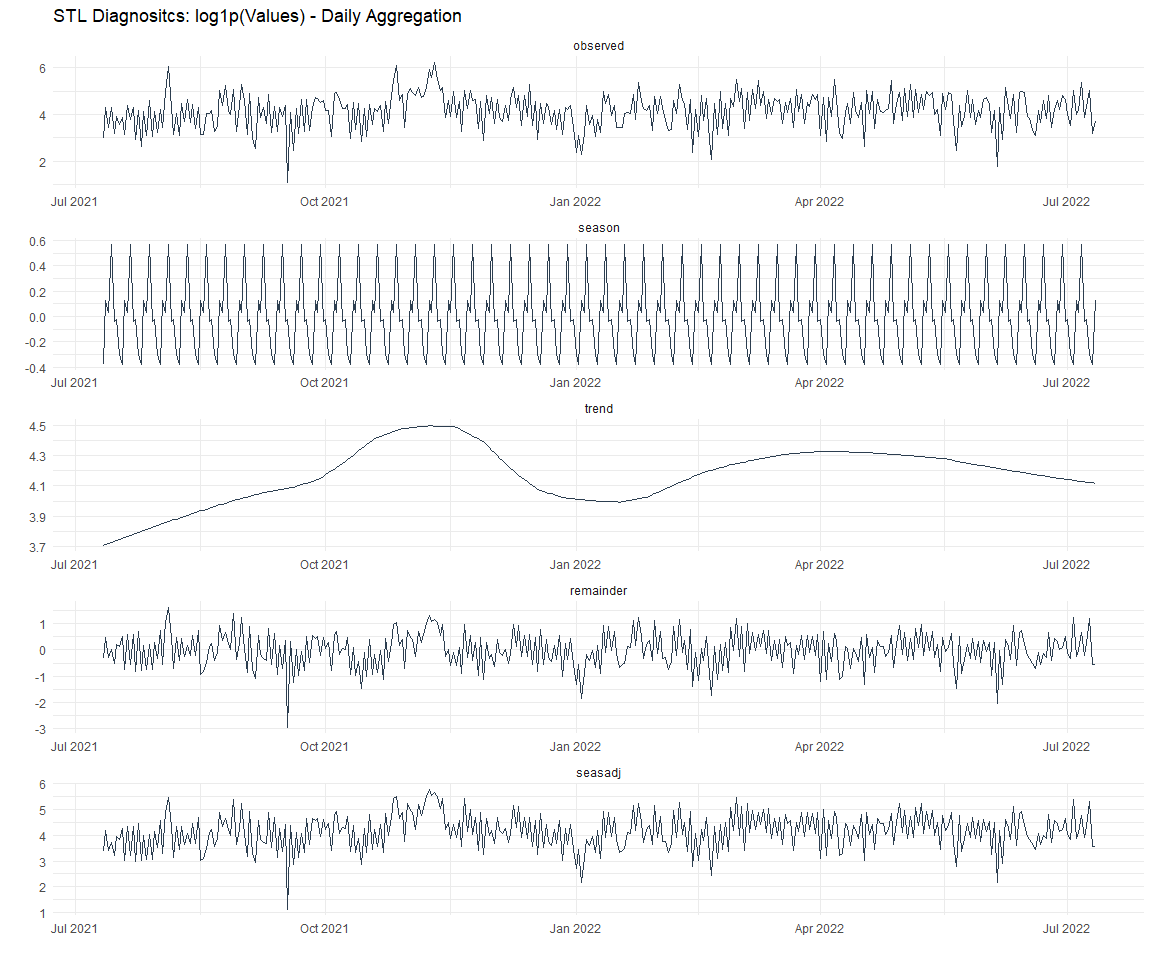 STL Diagnositcs: log1p(Values) - Daily Aggregation
observed
6
4
2
Jul 2021 Oct 2021 Jan 2022 Apr 2022 Jul 2022
season
0.6
0.4
0.2
0.0
-0.2
-0.4
Jul 2021 Oct 2021 Jan 2022 Apr 2022 Jul 2022
trend
4.5
4.3
4.1
3.9
3.7
Jul 2021 Oct 2021 Jan 2022 Apr 2022 Jul 2022
remainder
1
0
-1
-2
-3
Jul 2021 Oct 2021 Jan 2022 Apr 2022 Jul 2022
seasadj
6
5
4
3
2
1
Jul 2021 Oct 2021 Jan 2022 Apr 2022 Jul 2022